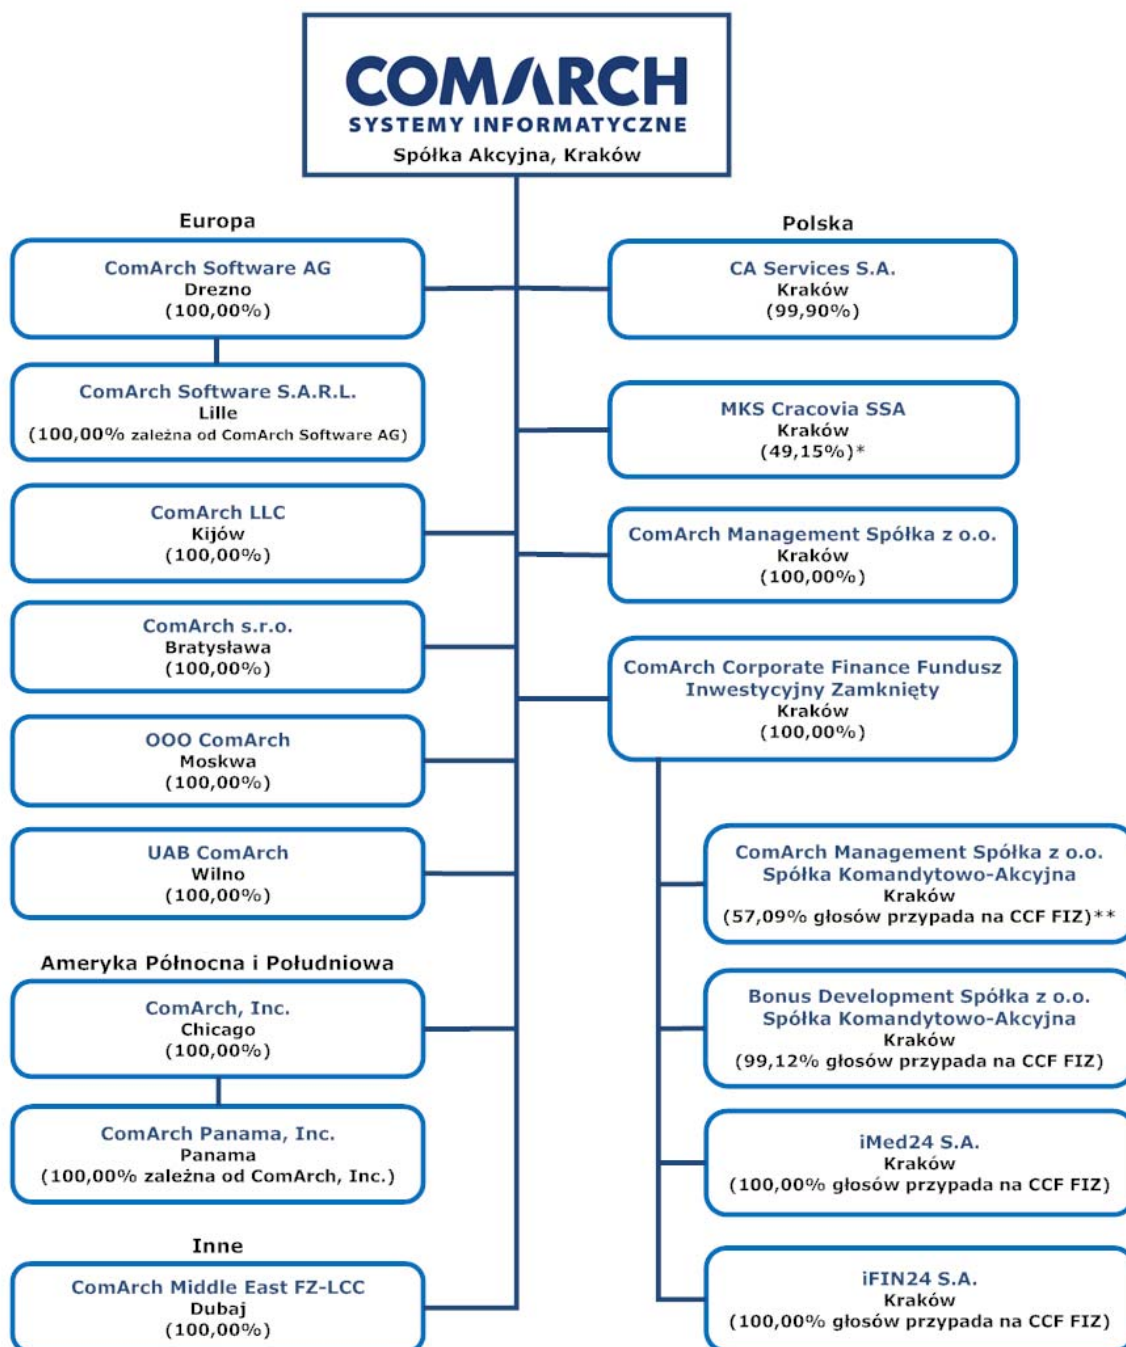 COMARCH
SYSTEMY INFORMATYCZNE
Spółka Akcyjna, Kraków
Europa
ComArch Software AG
Drezno
(100,00%)
ComArch Software S.A.R.L.
Lille
(100,00% zależna od ComArch Software AG)
ComArch LLC
Kijów
(100,00%)
ComArch s.r.o.
Bratysława
(100,00%)
OOO ComArch
Moskwa
(100,00%)
UAB ComArch
Wilno
(100,00%)
Ameryka Północna i Południowa
ComArch, Inc.
Chicago
(100,00%)
ComArch Panama, Inc.
Panama
(100,00% zależna od ComArch, Inc.)
Inne
ComArch Middle East FZ-LCC
Dubaj
(100,00%)
Polska
CA Services S.A.
Kraków
(99,90%)
MKS Cracovia SSA
Kraków
(49,15%)*
ComArch Management Spółka z o.o.
Kraków
(100,00%)
ComArch Corporate Finance Fundusz
Inwestycyjny Zamknięty
Kraków
(100,00%)
ComArch Management Spółka z o.o.
Spółka Komandytowo-Akcyjna
Kraków
(57,09% głosów przypada na CCF FIZ)**
Bonus Development Spółka z o.o.
Spółka Komandytowo-Akcyjna
Kraków
(99,12% głosów przypada na CCF FIZ)
iMed24 S.A.
Kraków
(100,00% głosów przypada na CCF FIZ)
iFIN24 S.A.
Kraków
(100,00% głosów przypada na CCF FIZ)